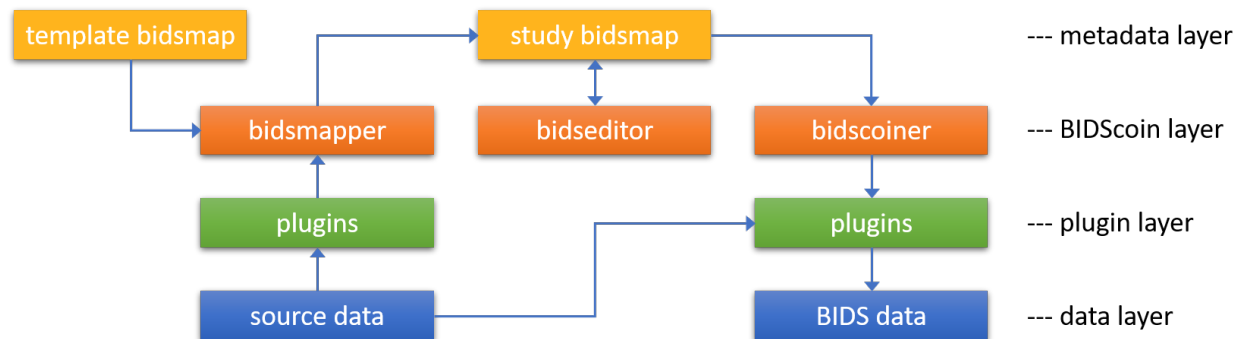 template bidsmap
study bidsmap
--- metadata layer
bidsmapper
bidseditor
bidscoiner
--- BIDScoin layer
plugins
plugins
--- plugin layer
source data
BIDS data
--- data layer